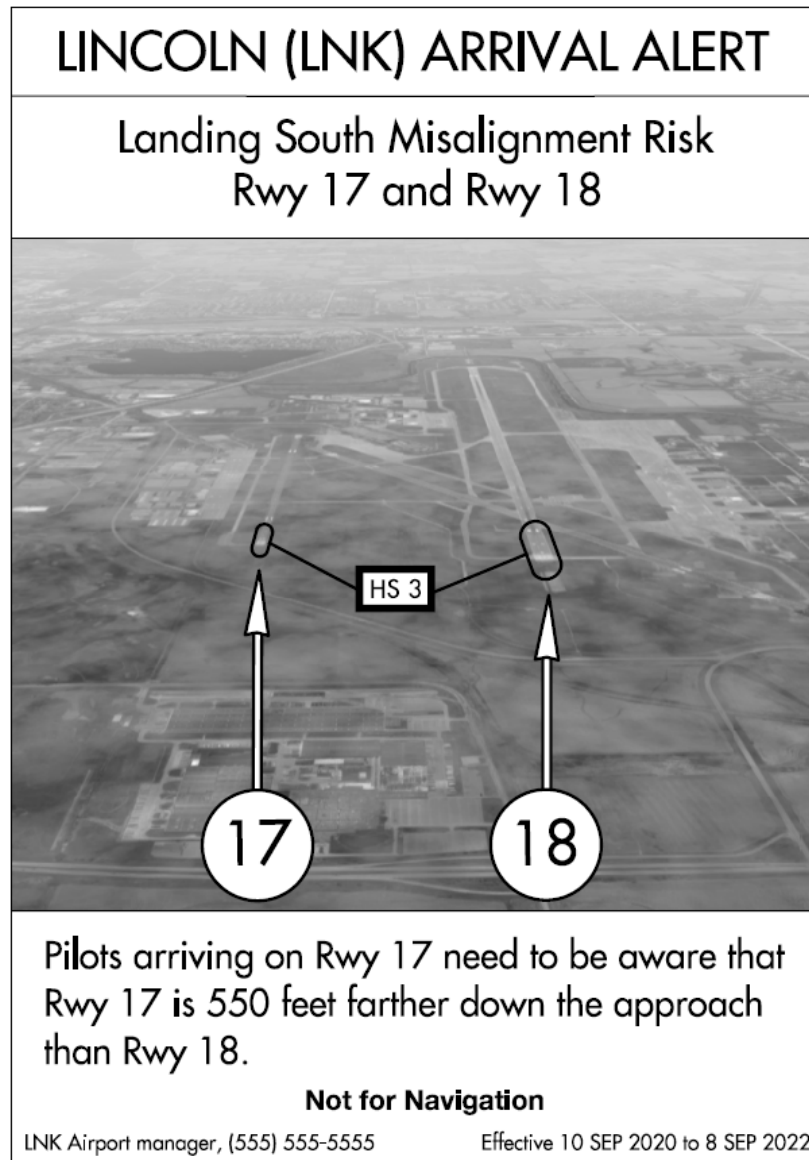 LINCOLN (LNK) ARRIVAL ALERT
Landing South Misalignment Risk
Rwy 17 and Rwy 18
HS 3
17
18
Pilots arriving on Rwy 17 need to be aware that
Rwy 17 is 550 feet farther down the approach
than Rwy 18.
Not for Navigation
LNK Airport manager, (555) 555-5555
Effective 10 SEP 2020 to 8 SEP 2022